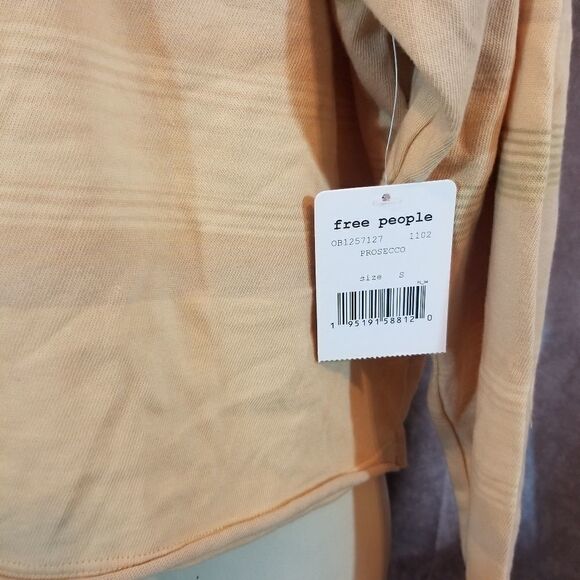 free people
OB1257127 1102
PROSECCO
size S
1 95191 58812 0